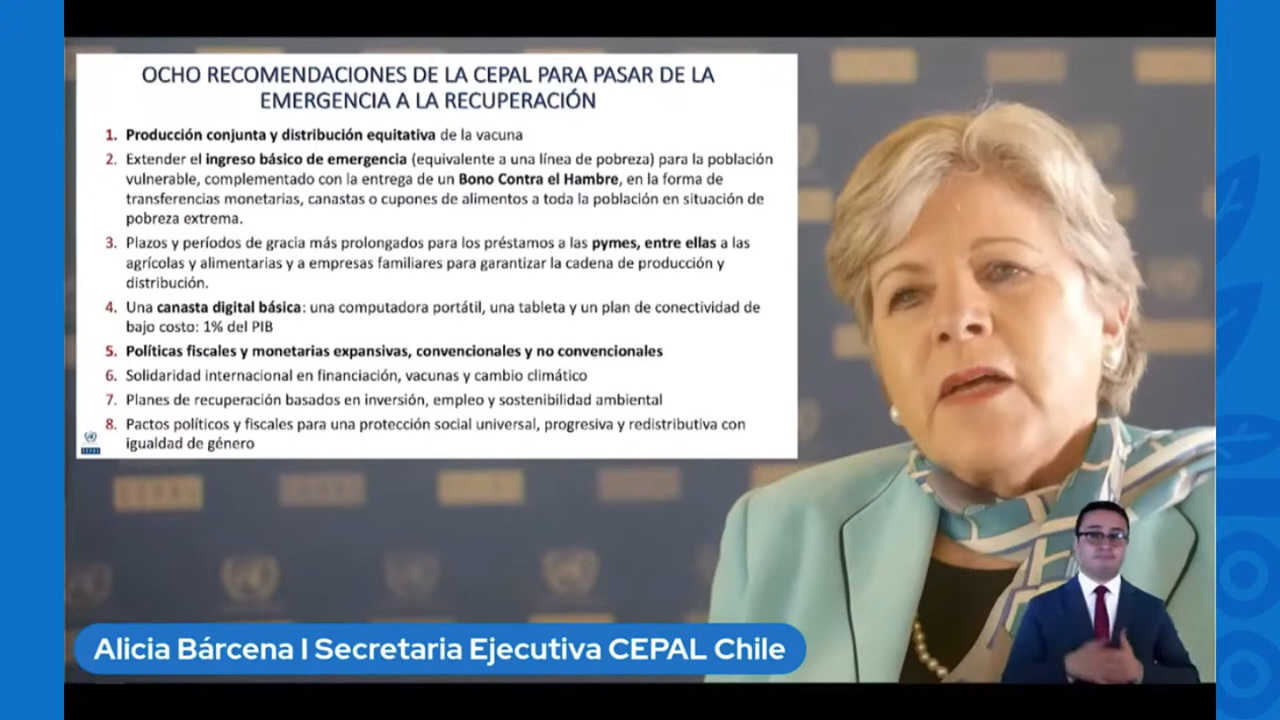 OCHO RECOMENDACIONES DE LA CEPAL PARA PASAR DE LA
EMERGENCIA A LA RECUPERACIÓN
1. Producción conjunta y distribución equitativa de la vacuna
2. Extender el ingreso básico de emergencia (equivalente a una línea de pobreza) para la población
vulnerable, complementado con la entrega de un Bono Contra el Hambre, en la forma de
transferencias monetarias, canastas o cupones de alimentos a toda la población en situación de
pobreza extrema.
3. Plazos y períodos de gracia más prolongados para los préstamos a las pymes, entre ellas a las
agrícolas y alimentarias y a empresas familiares para garantizar la cadena de producción y
distribución.
4. Una canasta digital básica: una computadora portátil, una tableta y un plan de conectividad de
bajo costo: 1% del PIB
5. Políticas fiscales y monetarias expansivas, convencionales y no convencionales
6. Solidaridad internacional en financiación, vacunas y cambio climático
7. Planes de recuperación basados en inversión, empleo y sostenibilidad ambiental
8. Pactos políticos y fiscales para una protección social universal, progresiva y redistributiva con
igualdad de género
Alicia Bárcena I Secretaria Ejecutiva CEPAL Chile